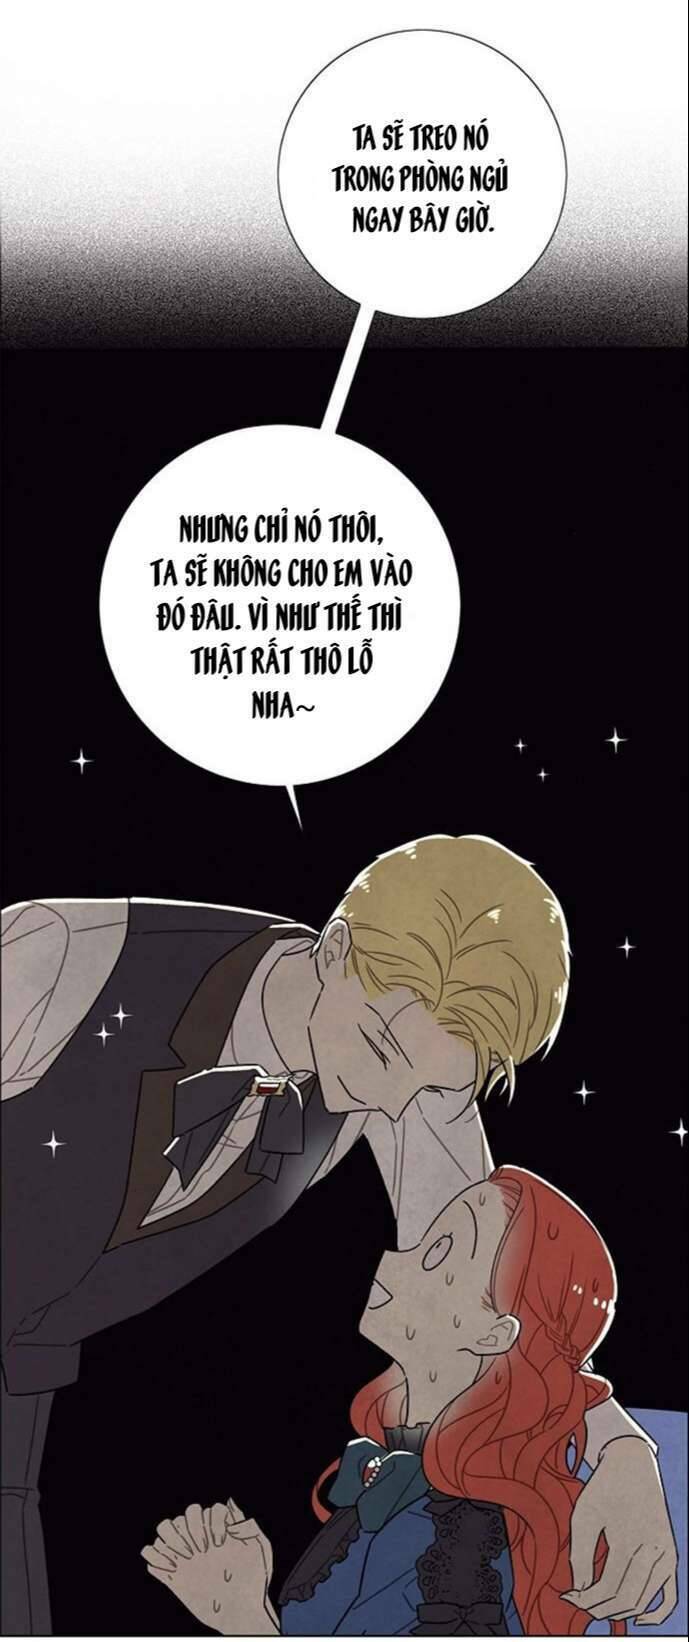 TA SẼ TREO NÓ
TRONG PHÒNG NGỦ
NGAY BÂY GIỜ.
NHƯNG CHỈ NÓ THÔI,
TA SẼ KHÔNG CHO EM VÀO
ĐÓ ĐÂU. VÌ NHƯ THẾ THÌ
THẬT RẤT THÔ LỖ
NHA~